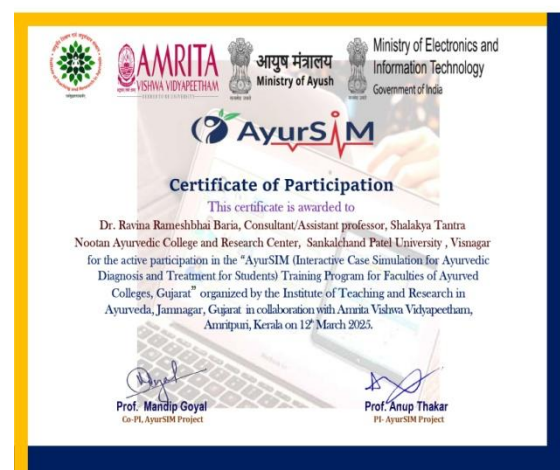 AMRITA
VISHWA VIDYAPEETHAM
आयुष मंत्रालय
Ministry of Ayush
Ministry of Electronics and
Information Technology
Government of India
AyurSIM
Certificate of Participation
This certificate is awarded to
Dr. Ravina Rameshbhai Baria, Consultant/Assistant professor, Shalakya Tantra
Nootan Ayurvedic College and Research Center, Sankalchand Patel University , Visnagar
for the active participation in the “AyurSIM (Interactive Case Simulation for Ayurvedic
Diagnosis and Treatment for Students) Training Program for Faculties of Ayurved
Colleges, Gujarat” organized by the Institute of Teaching and Research in
Ayurveda, Jamnagar, Gujarat in collaboration with Amrita Vishwa Vidyapeetham,
Amritpuri, Kerala on 12th March 2025.
Prof. Mandip Goyal
Co-PI, AyurSIM Project
Prof. Anup Thakar
PI- AyurSIM Project